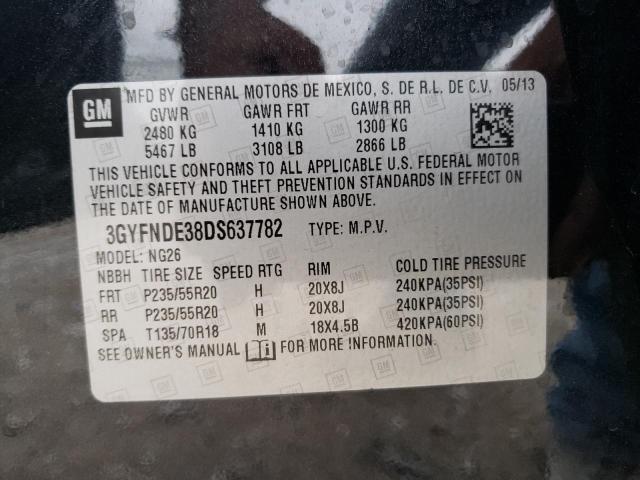 GM
MFD BY GENERAL MOTORS DE MEXICO, S. DE R.L. DE C.V. 05/13
GVWR GAWR FRT GAWR RR
2480 KG 1410 KG 1300 KG
5467 LB 3108 LB 2866 LB
THIS VEHICLE CONFORMS TO ALL APPLICABLE U.S. FEDERAL MOTOR
VEHICLE SAFETY AND THEFT PREVENTION STANDARDS IN EFFECT ON
THE DATE OF MANUFACTURE SHOWN ABOVE.
3GYFNDE38DS637782 TYPE: M.P.V.
MODEL: NG26
NBBH TIRE SIZE SPEED RTG RIM COLD TIRE PRESSURE
FRT P235/55R20 H 20X8J 240KPA(35PSI)
RR P235/55R20 H 20X8J 240KPA(35PSI)
SPA T135/70R18 M 18X4.5B 420KPA(60PSI)
SEE OWNER'S MANUAL FOR MORE INFORMATION.